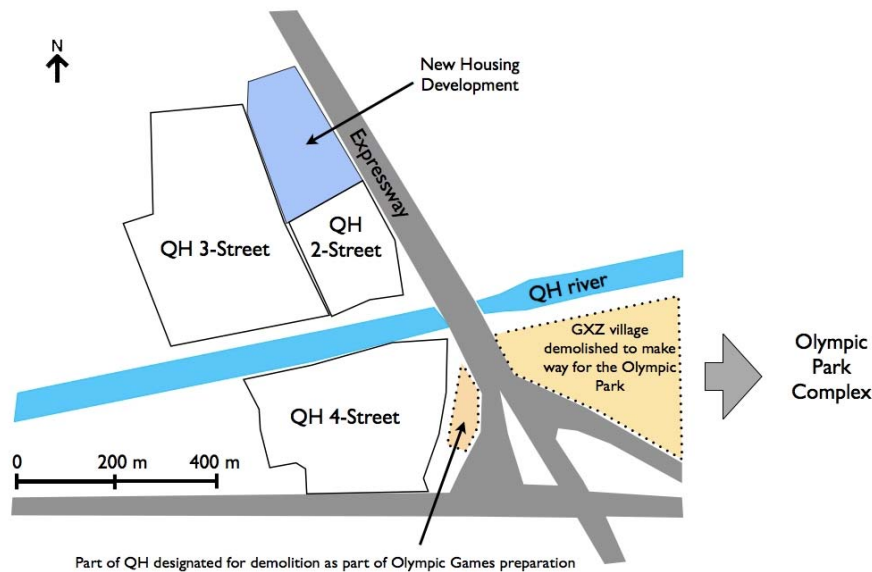 N
New Housing
Development
Expressway
QH 3-Street
QH
2-Street
QH river
GXZ village
demolished to make
way for the Olympic
Park
Olympic
Park
Complex
QH 4-Street
0 200 m 400 m
Part of QH designated for demolition as part of Olympic Games preparation